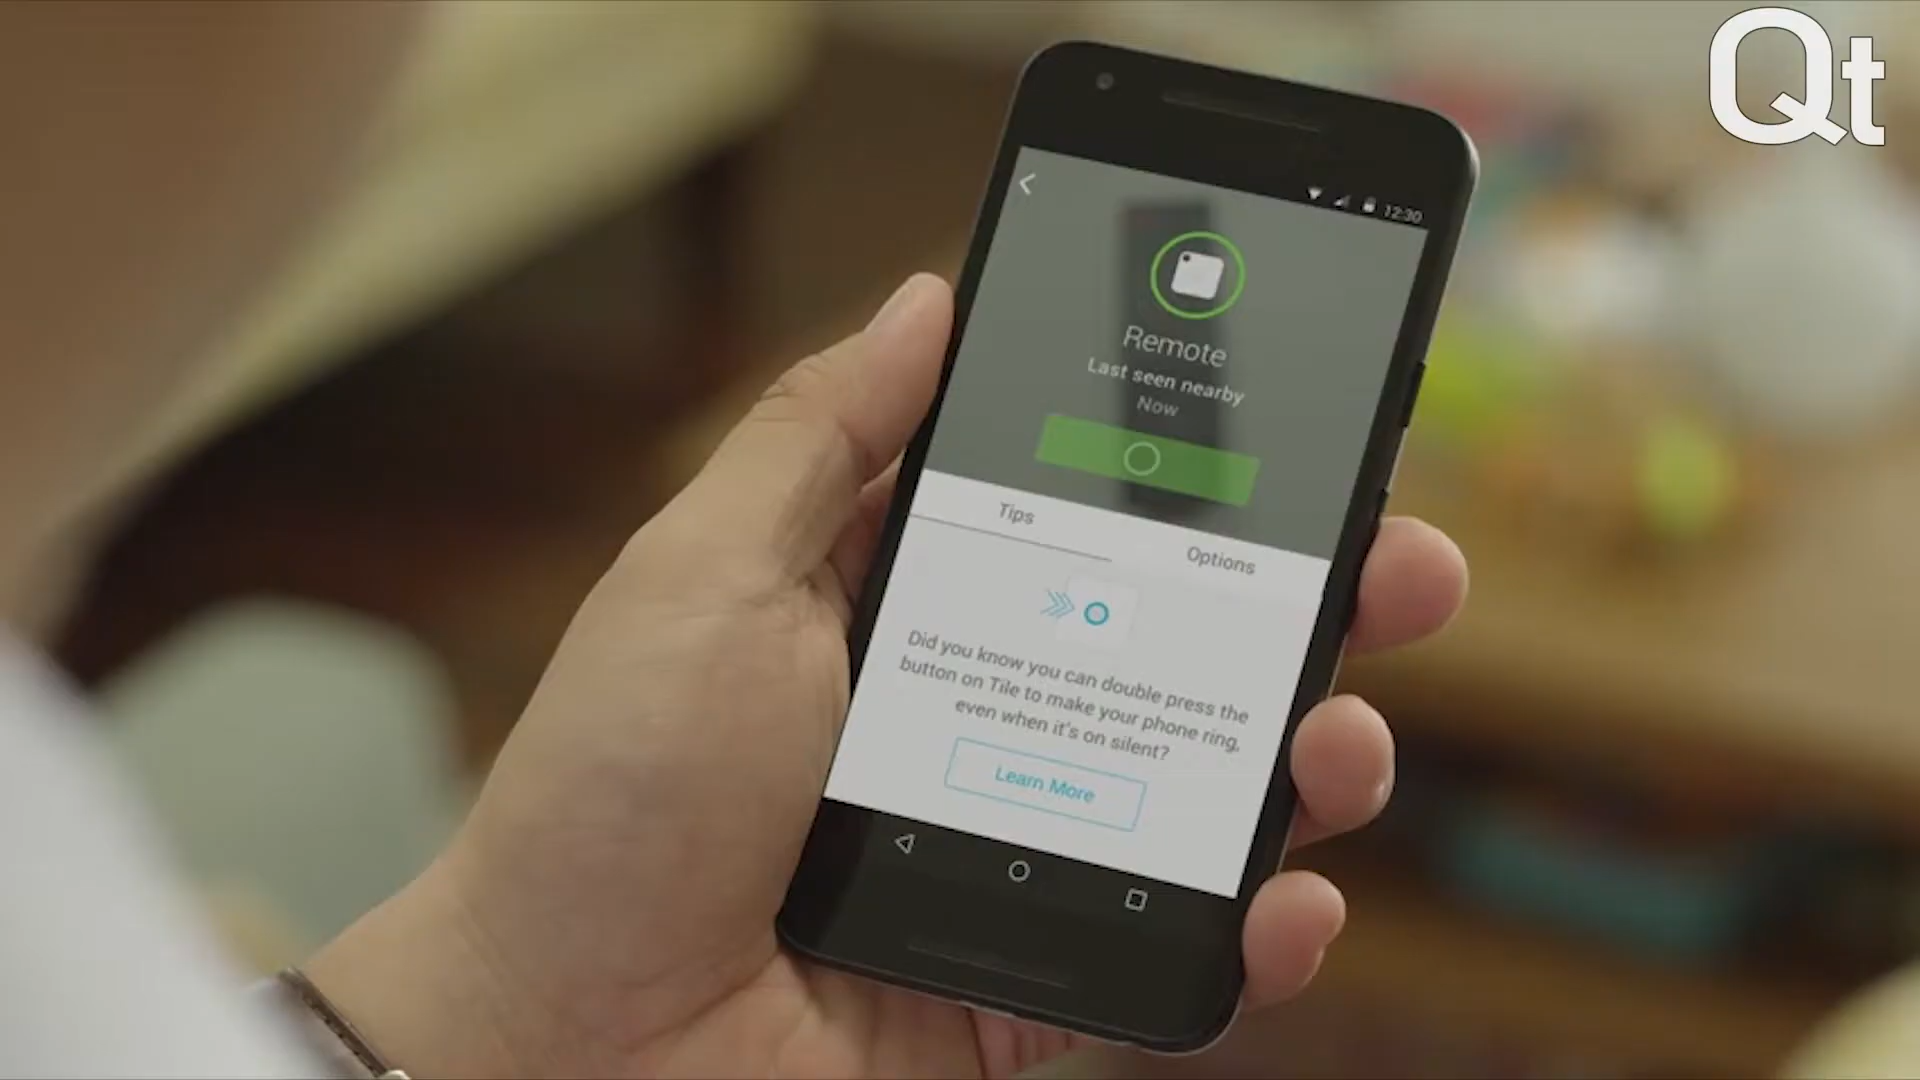 Qt
12:30
Remote
Last seen nearby
Now
Tips
Options
Did you know you can double press the
button on Tile to make your phone ring,
even when it's on silent?
Learn More